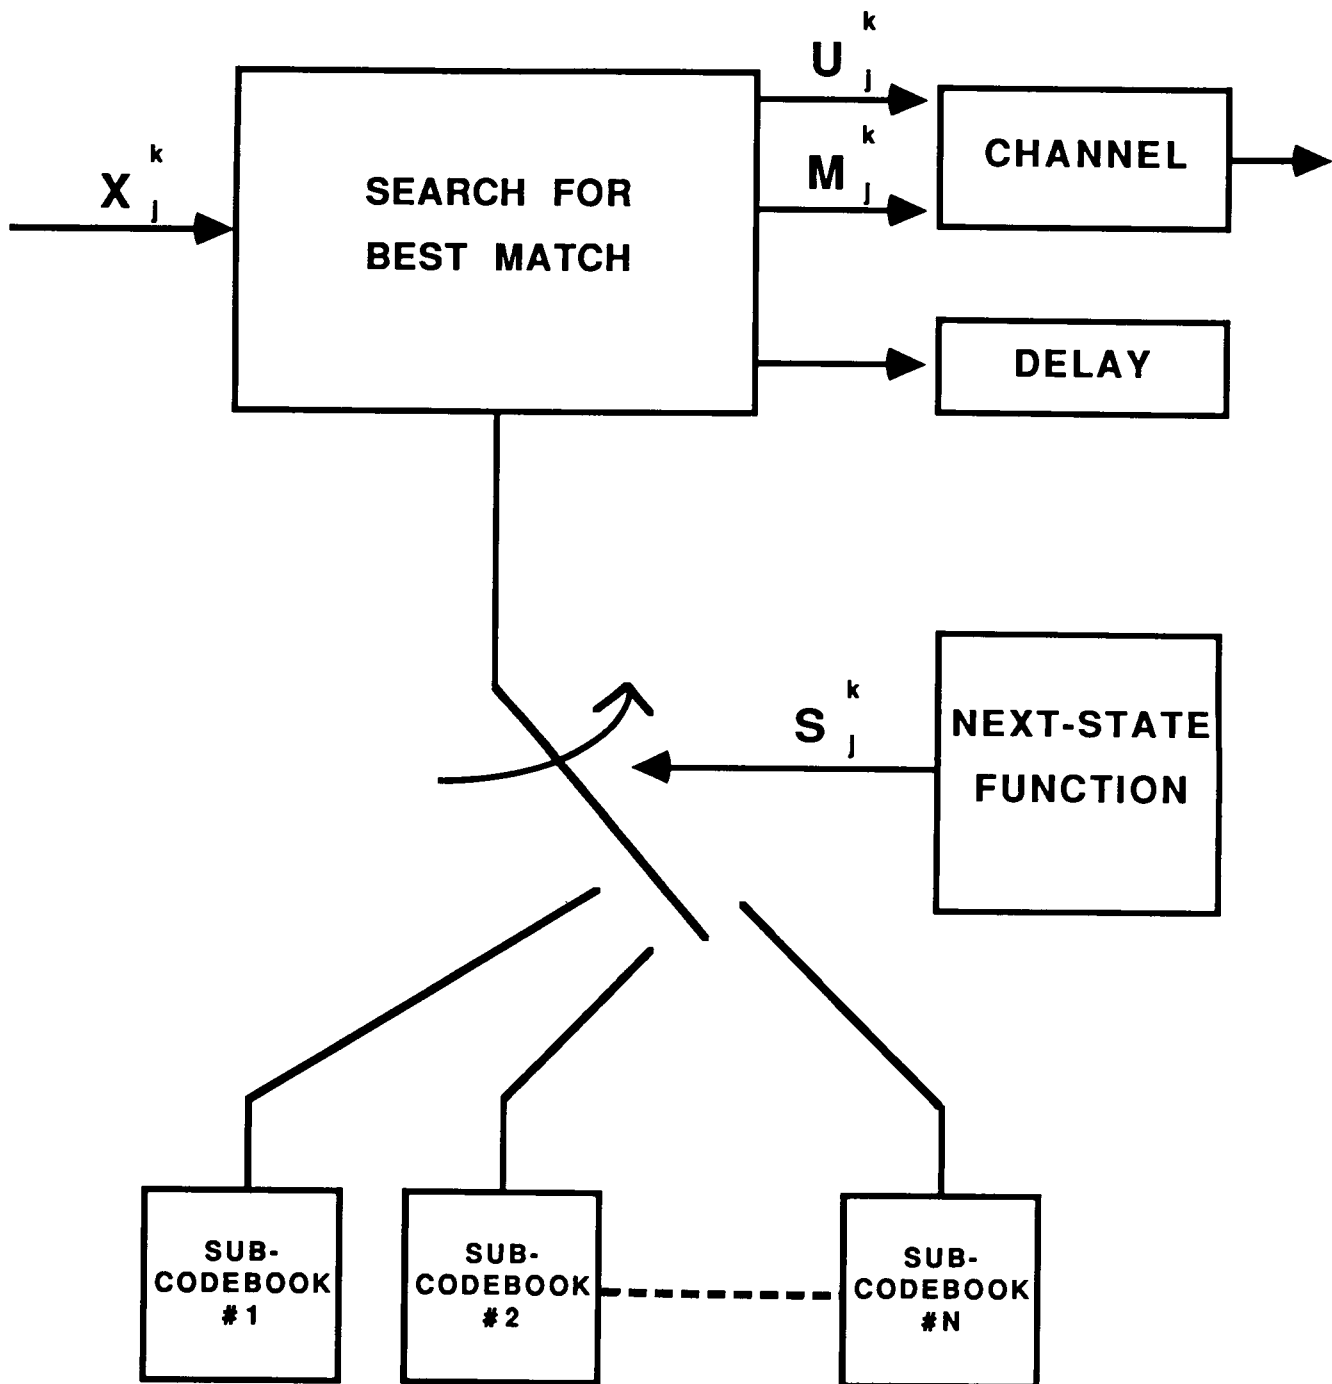 U j k
X j k
M j k
CHANNEL
SEARCH FOR
BEST MATCH
DELAY
S j k
NEXT-STATE
FUNCTION
SUB-
CODEBOOK
#1
SUB-
CODEBOOK
#2
SUB-
CODEBOOK
#N